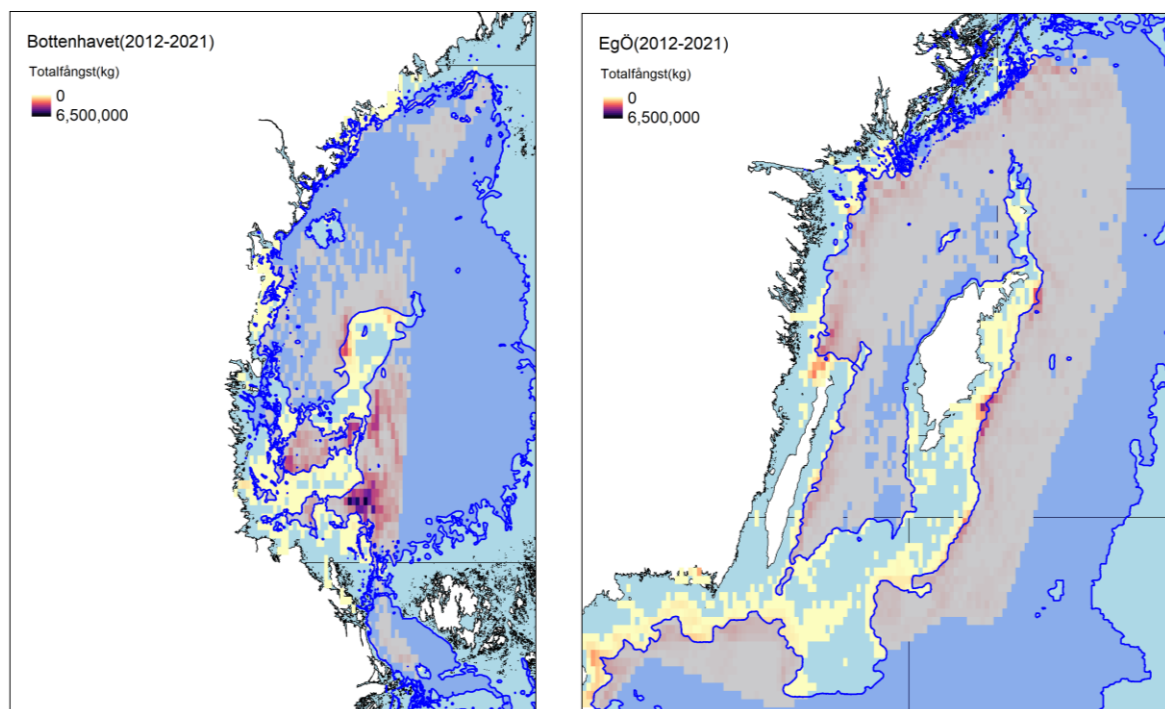 Bottenhavet(2012-2021)
Totalfångst(kg)
0
6,500,000
EgÖ(2012-2021)
Totalfångst(kg)
0
6,500,000